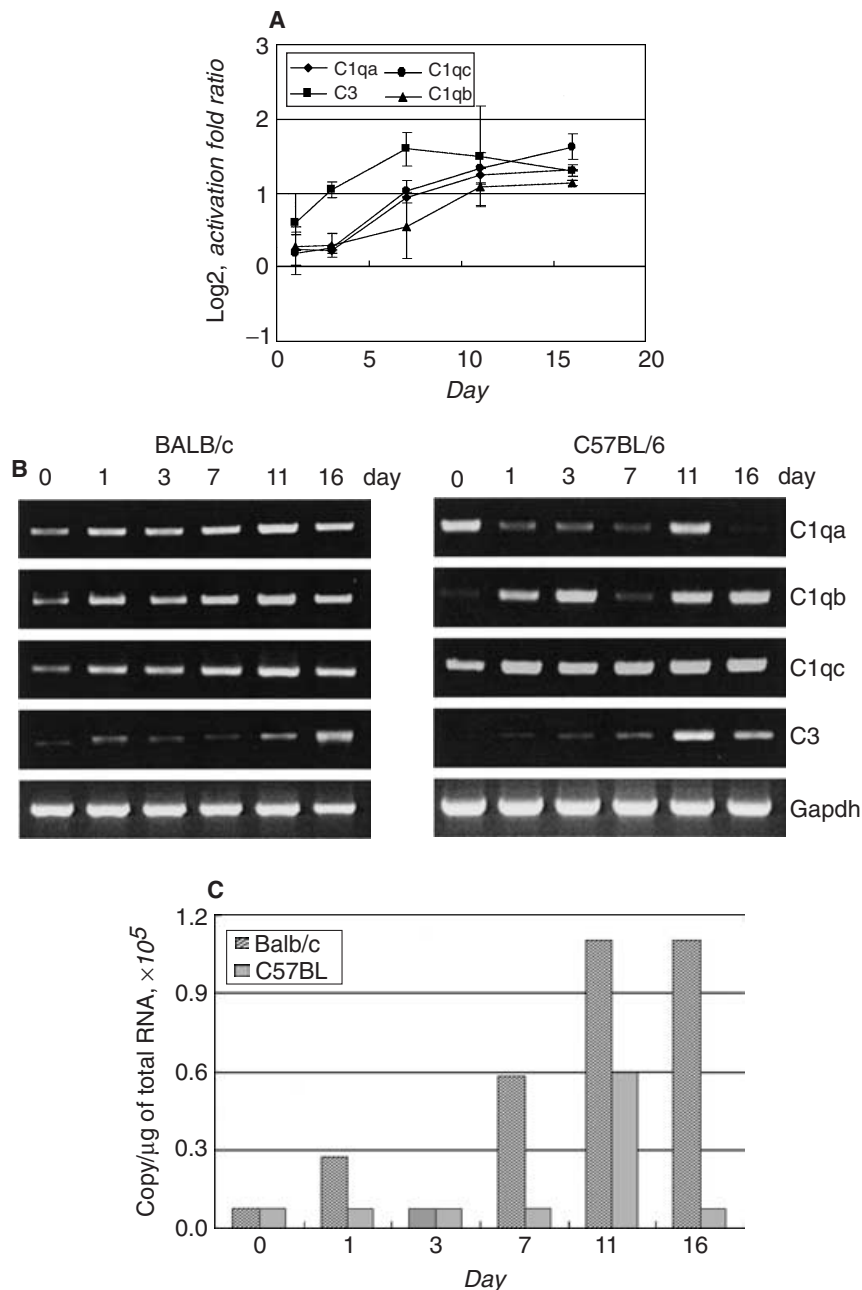 A
3
2
1
0
−1
Log2, activation fold ratio
C1qa C1qc
C3 C1qb
0 5 10 15 20
Day
B
BALB/c C57BL/6
0 1 3 7 11 16 day 0 1 3 7 11 16
C1qa
C1qb
C1qc
C3
Gapdh
C
1.2
0.9
0.6
0.3
0.0
Copy/μg of total RNA, ×10⁵
Balb/c
C57BL
0 1 3 7 11 16
Day